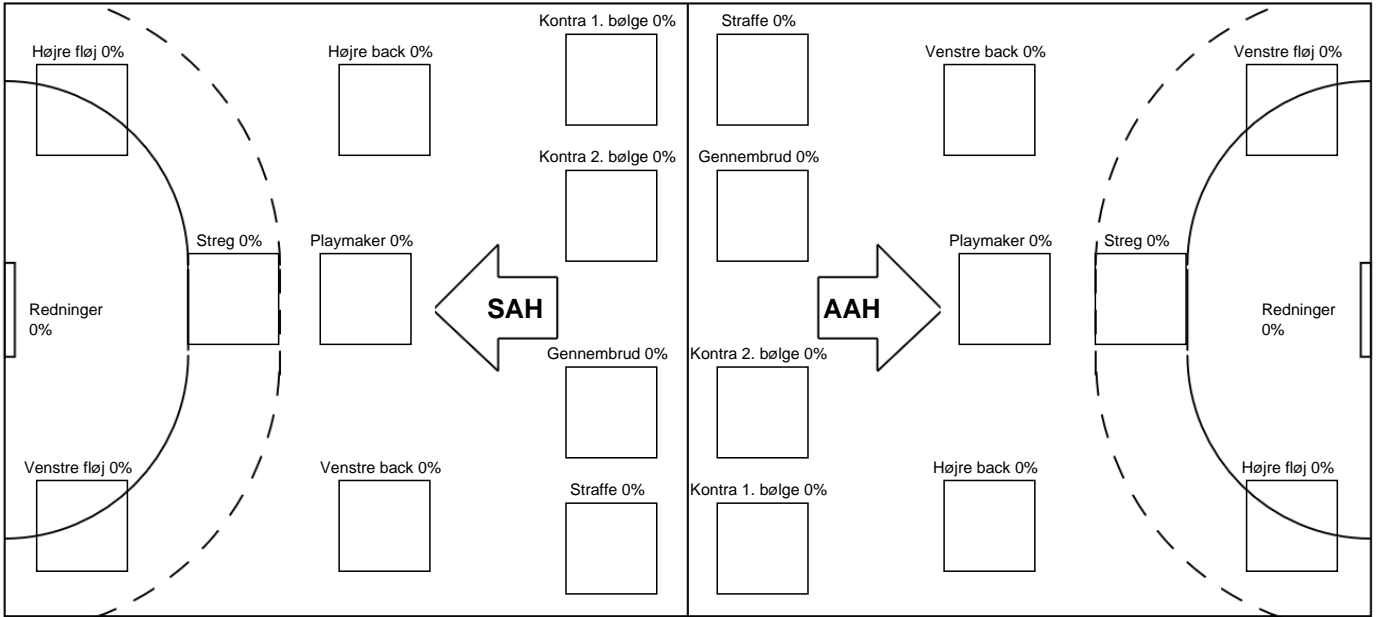 Kontra 1. bølge 0%
Straffe 0%
Højre fløj 0%
Højre back 0%
Venstre back 0%
Venstre fløj 0%
Kontra 2. bølge 0%
Gennembrud 0%
Streg 0%
Playmaker 0%
Playmaker 0%
Streg 0%
SAH
AAH
Redninger
0%
Redninger
0%
Gennembrud 0%
Kontra 2. bølge 0%
Venstre fløj 0%
Venstre back 0%
Højre back 0%
Højre fløj 0%
Straffe 0%
Kontra 1. bølge 0%